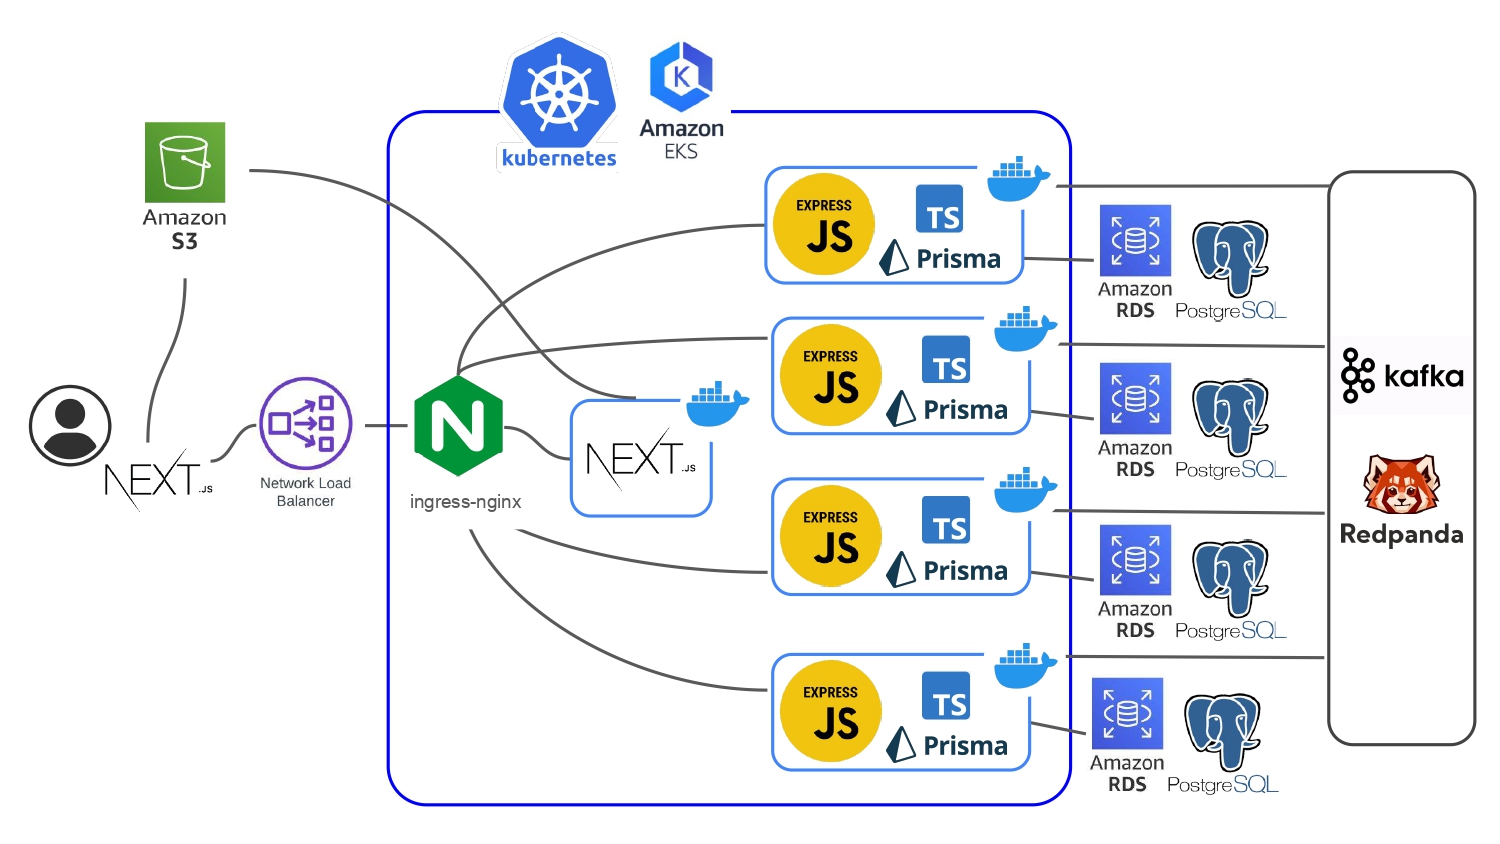 kubernetes
Amazon
EKS
Amazon
S3
NEXT.JS
Network Load
Balancer
N
ingress-nginx
NEXT.JS
K
EXPRESS
JS
TS
Prisma
Amazon
RDS
PostgreSQL
EXPRESS
JS
TS
Prisma
Amazon
RDS
PostgreSQL
EXPRESS
JS
TS
Prisma
Amazon
RDS
PostgreSQL
EXPRESS
JS
TS
Prisma
Amazon
RDS
PostgreSQL
kafka
Redpanda